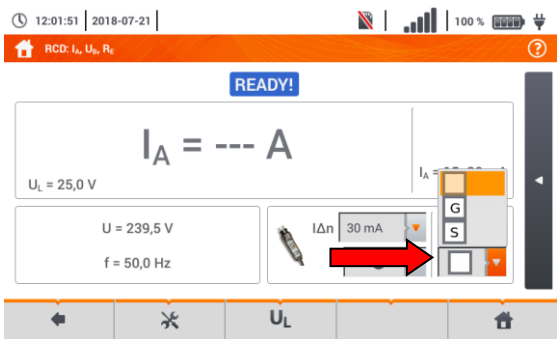 12:01:51 2018-07-21 100 %
RCD: IA, UB, RE ?
READY!
IA = --- A
UL = 25,0 V
IA =
G
S
U = 239,5 V
f = 50,0 Hz
IΔn 30 mA
UL